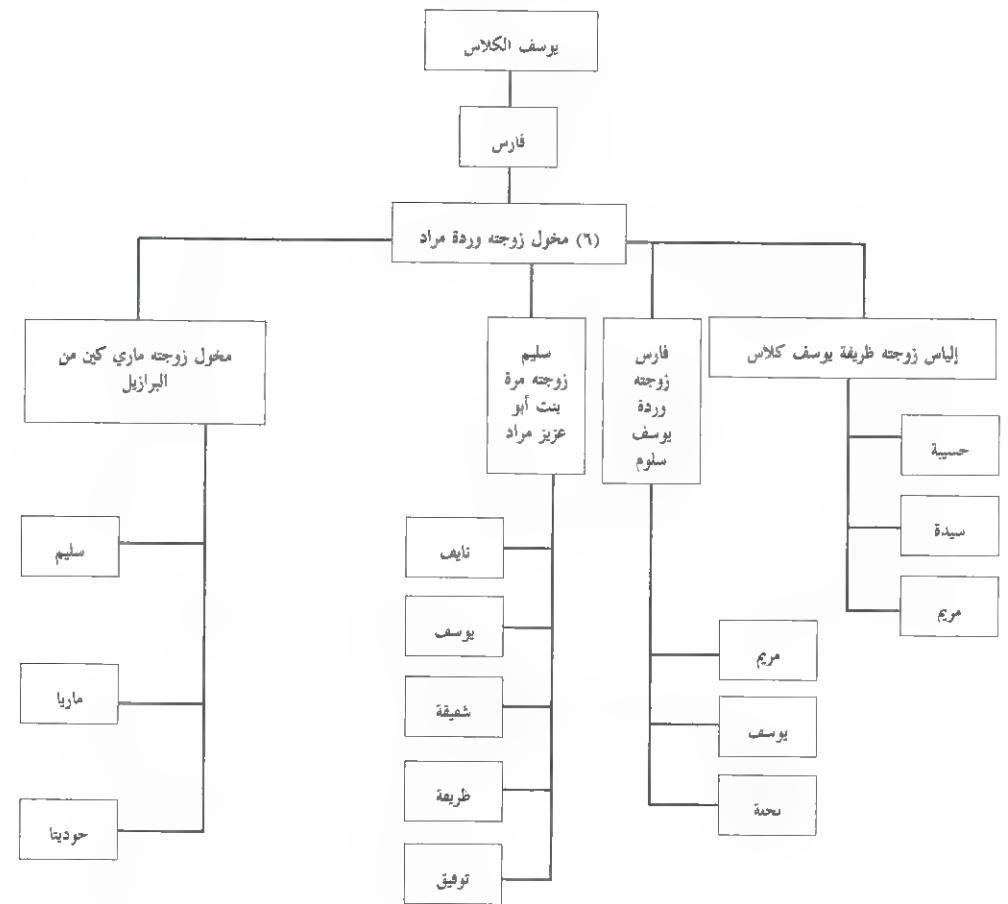 يوسف الكلاس
فارس
(٦) مخول زوجته وردة مراد
إلياس زوجته ظريفة يوسف كلاس
حسيبة
سيدة
مريم
فارس
زوجته
وردة
يوسف
سلوم
مريم
يوسف
سليم
زوجته مرة
بنت أبو
عزيز مراد
نايف
يوسف
شفيقة
ظريفة
توفيق
مخول زوجته ماري كين من
البرازيل
سليم
ماريا
حوديتا